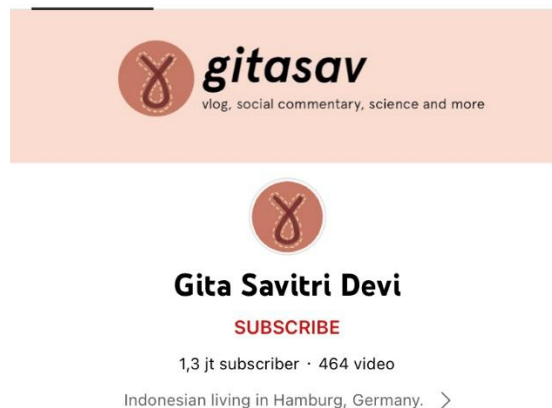 gitasav
vlog, social commentary, science and more
Gita Savitri Devi
SUBSCRIBE
1,3 jt subscriber · 464 video
Indonesian living in Hamburg, Germany. >